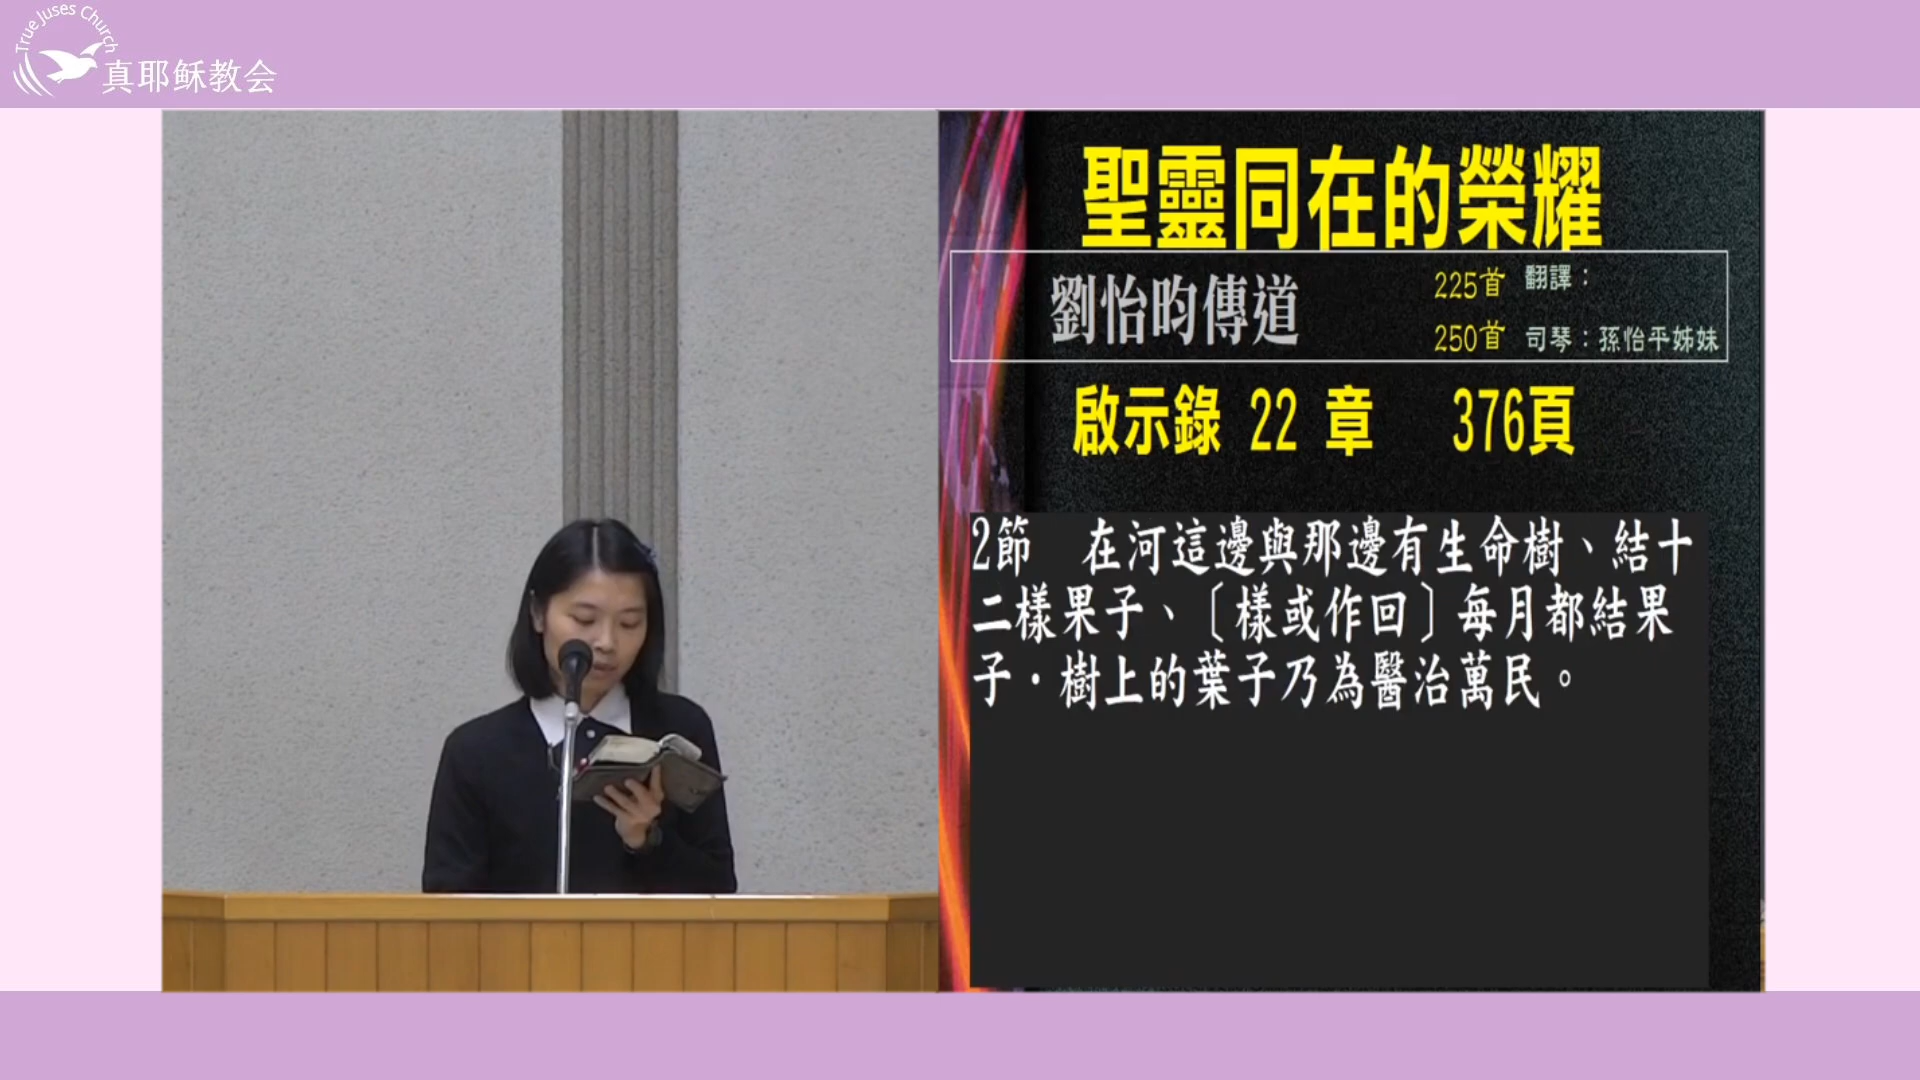 True Juses Church
真耶稣教会
聖靈同在的榮耀
劉怡昀傳道
225首 翻譯：
250首 司琴：孫怡平姊妹
啟示錄 22 章 376頁
2節 在河這邊與那邊有生命樹、結十
二樣果子、〔樣或作回〕每月都結果
子．樹上的葉子乃為醫治萬民。